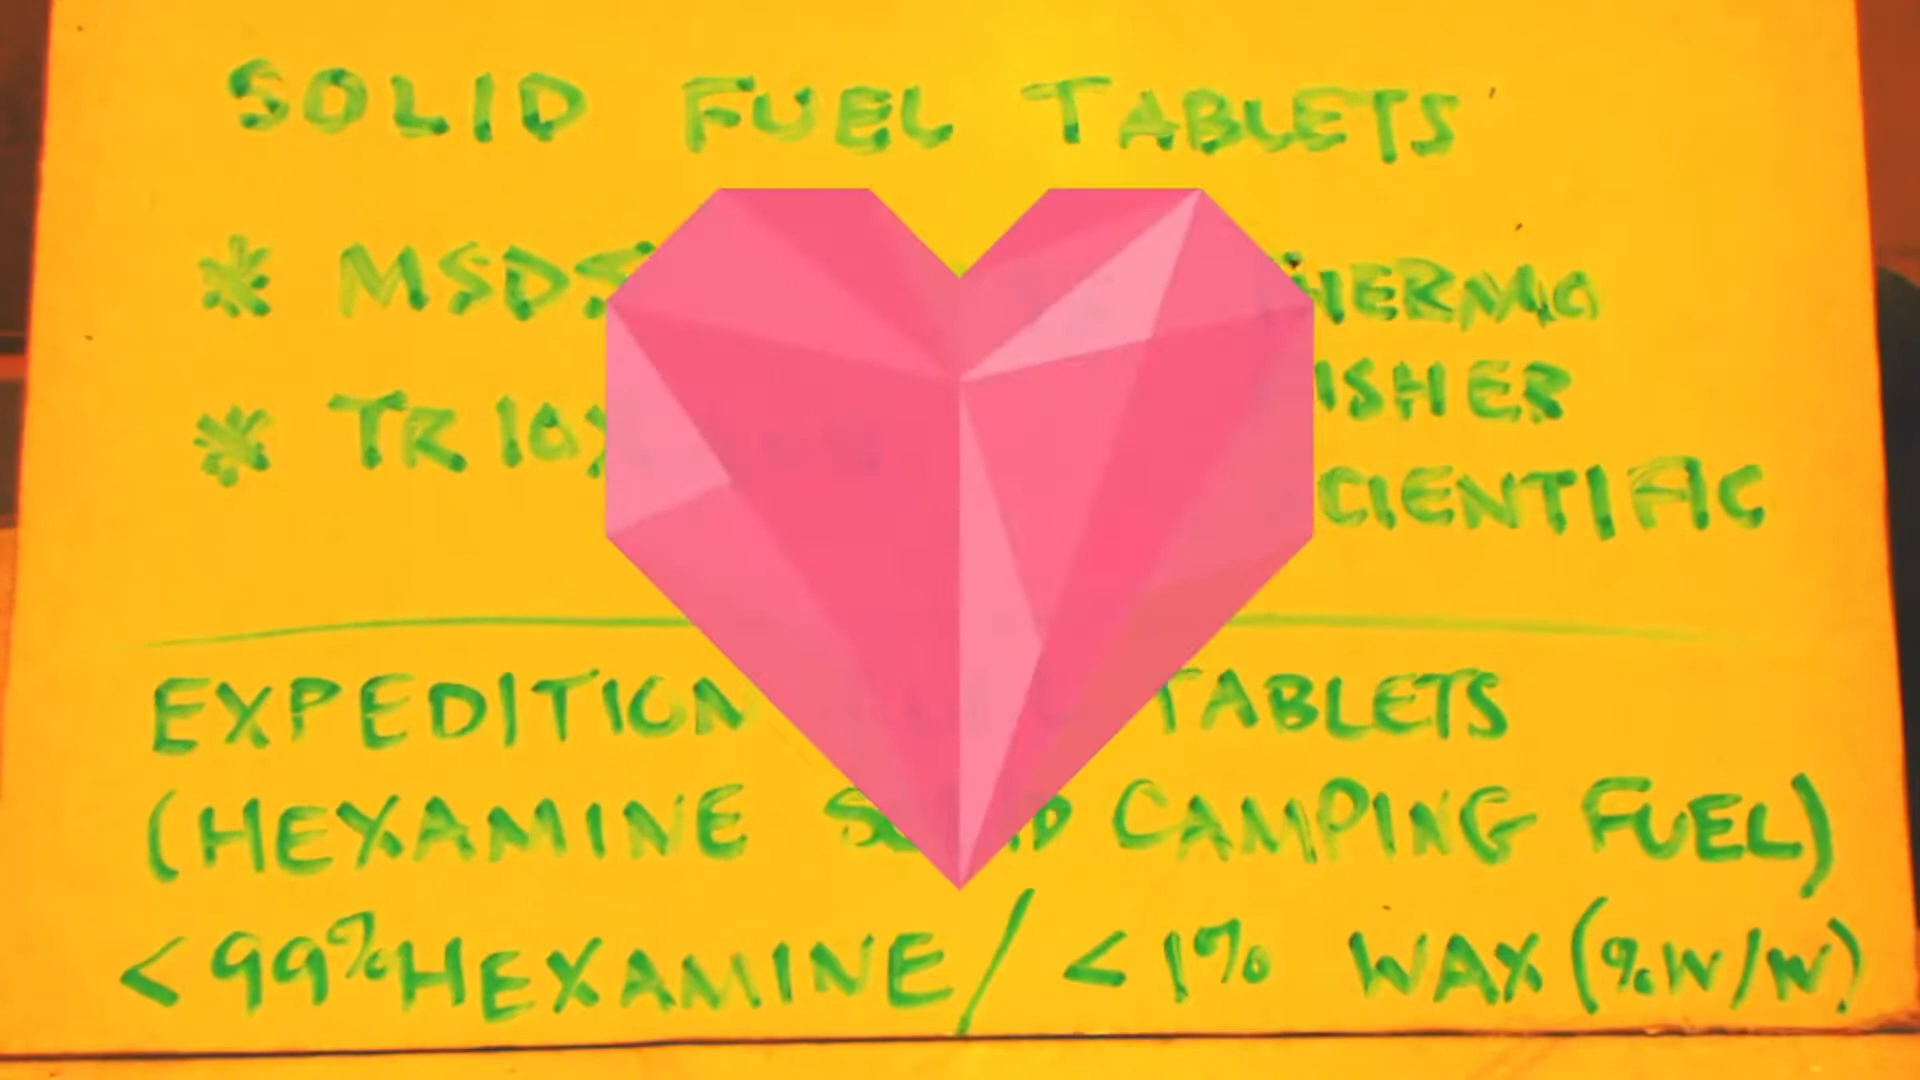 SOLID FUEL TABLETS
* MSDS
* TRIOX
HERMO
ISHER
CIENTIFIC
EXPEDITION TABLETS
(HEXAMINE CAMPING FUEL)
<99% HEXAMINE / <1% WAX (%W/W)